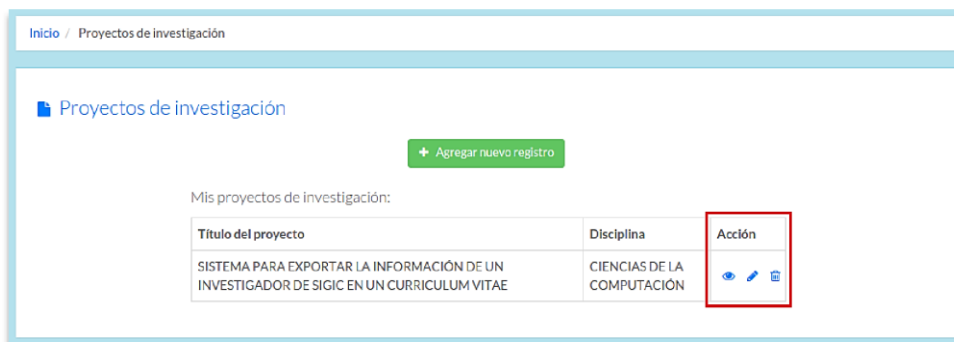 Inicio / Proyectos de investigación
Proyectos de investigación
+ Agregar nuevo registro
Mis proyectos de investigación:
Título del proyecto Disciplina Acción
SISTEMA PARA EXPORTAR LA INFORMACIÓN DE UN CIENCIAS DE LA
INVESTIGADOR DE SIGIC EN UN CURRICULUM VITAE COMPUTACIÓN